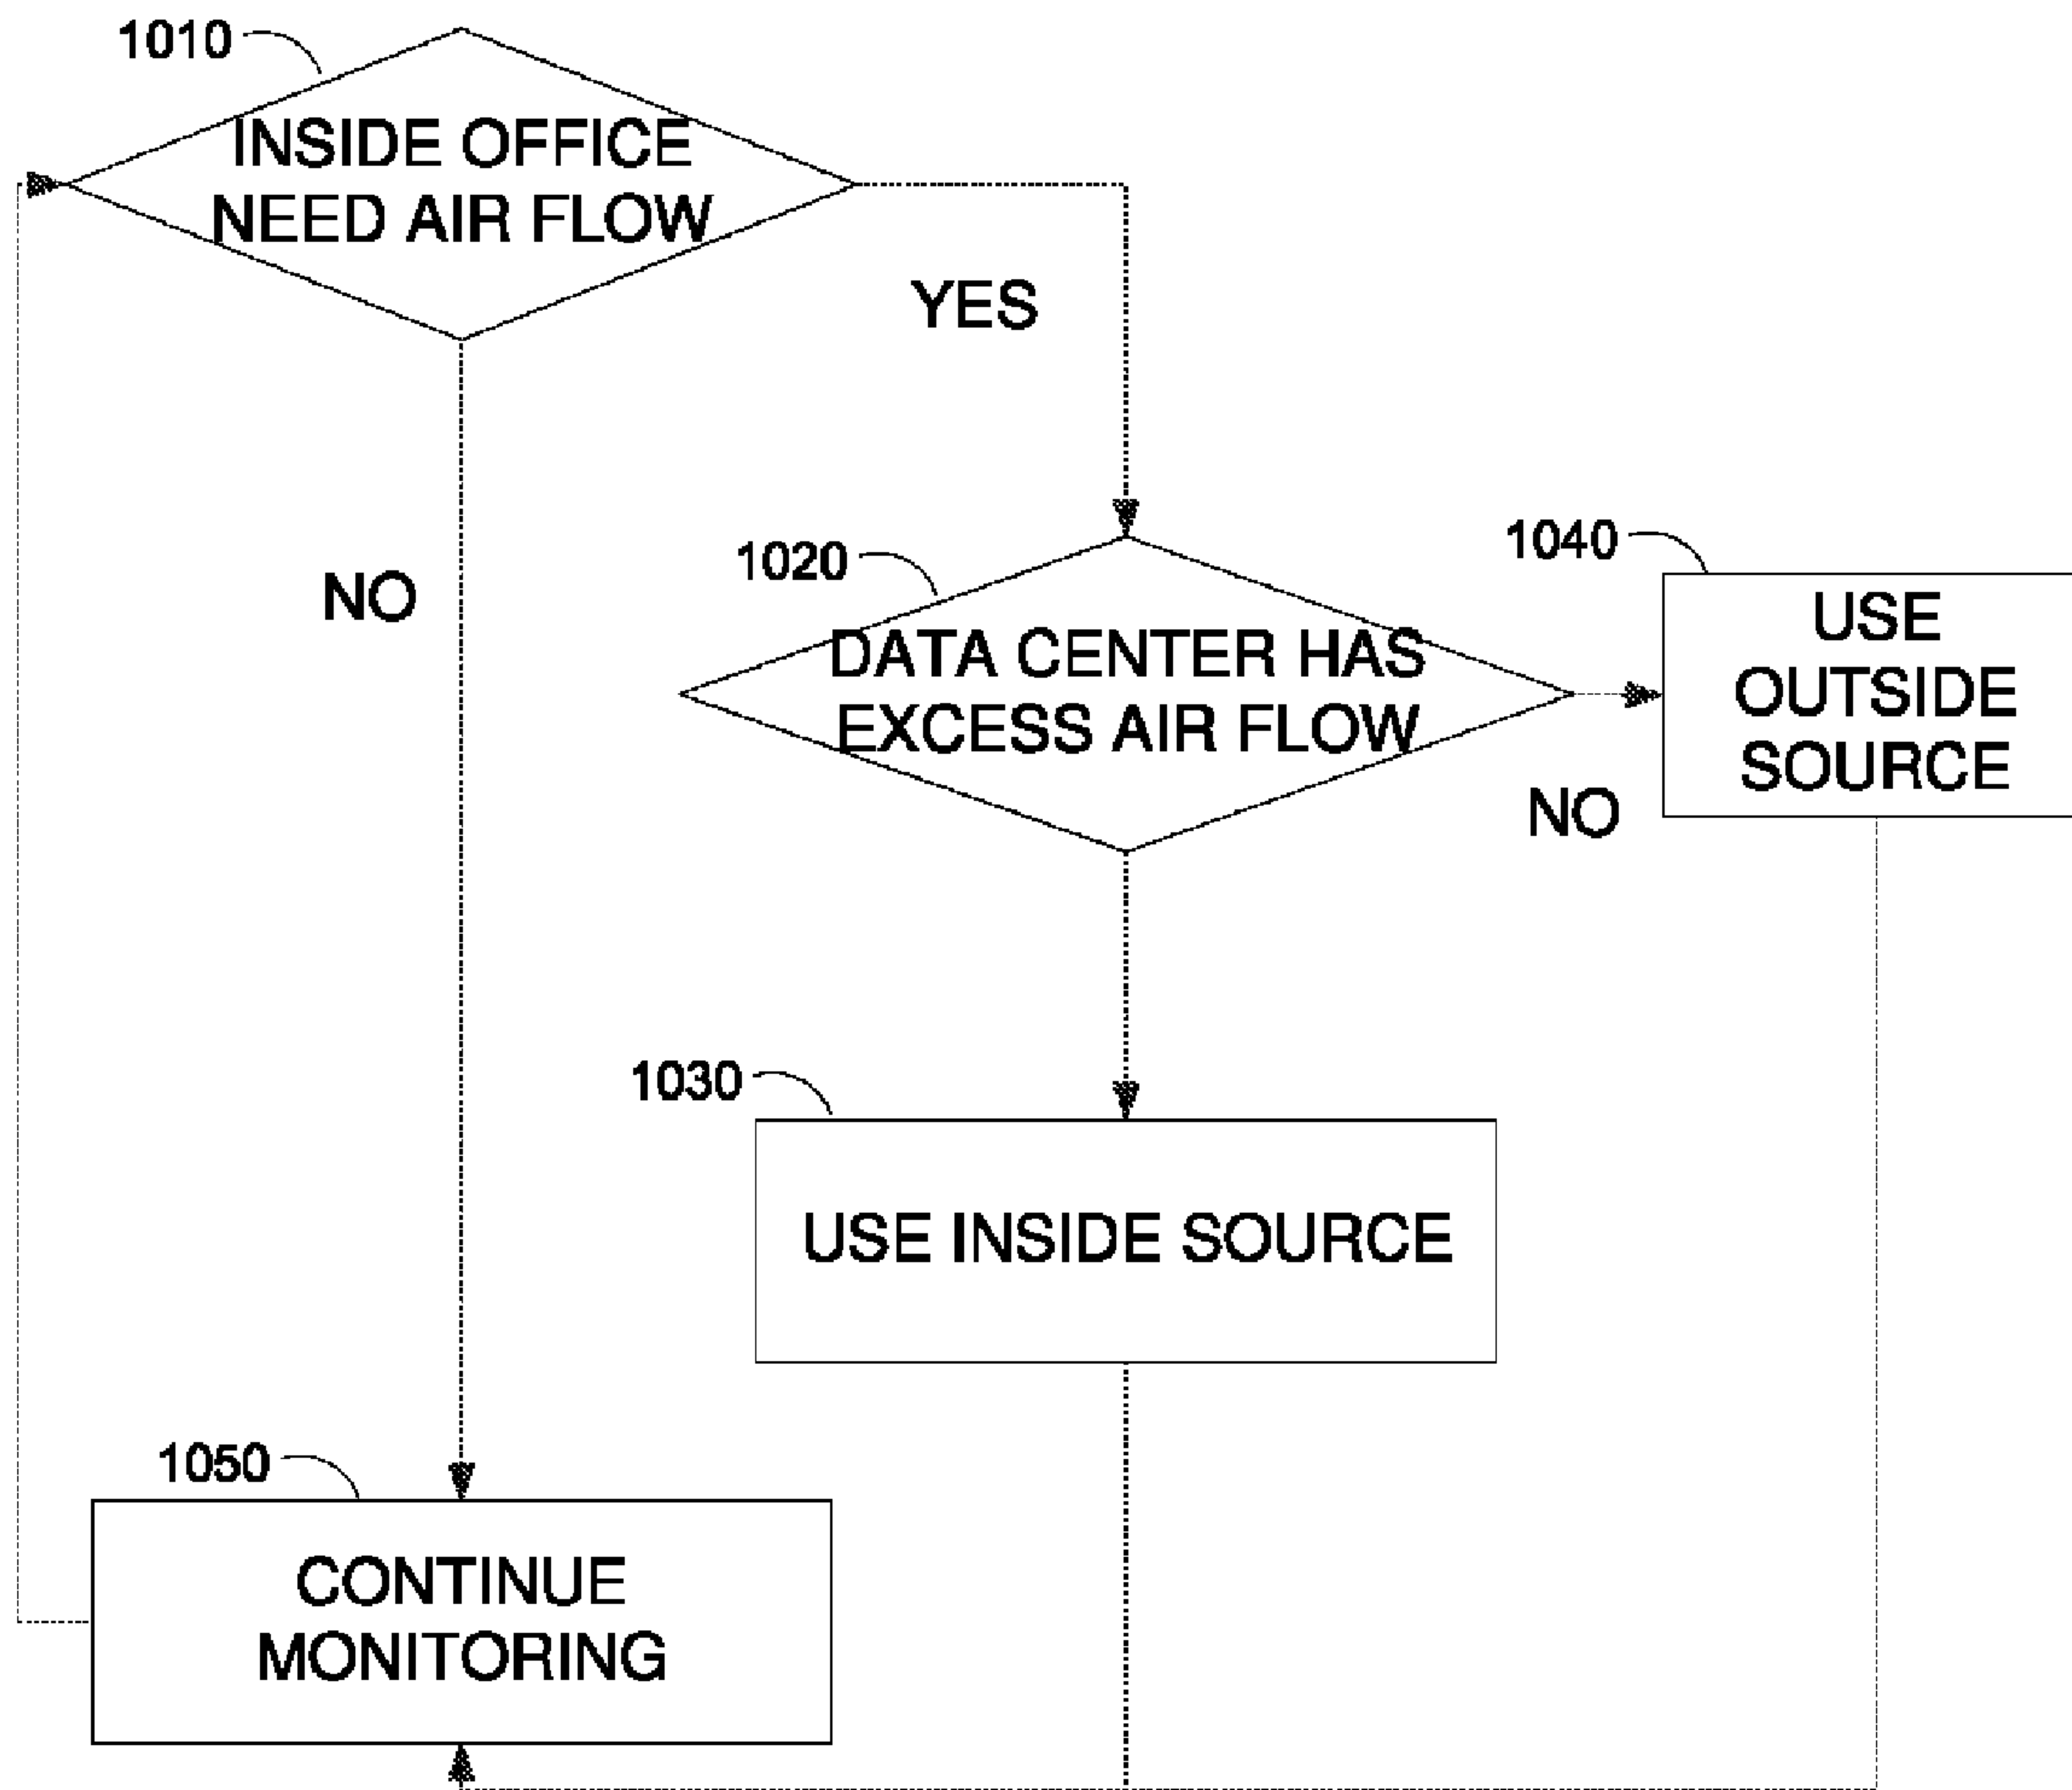 1010
INSIDE OFFICE
NEED AIR FLOW
YES
NO
1020
DATA CENTER HAS
EXCESS AIR FLOW
NO
1040
USE
OUTSIDE
SOURCE
1030
USE INSIDE SOURCE
1050
CONTINUE
MONITORING